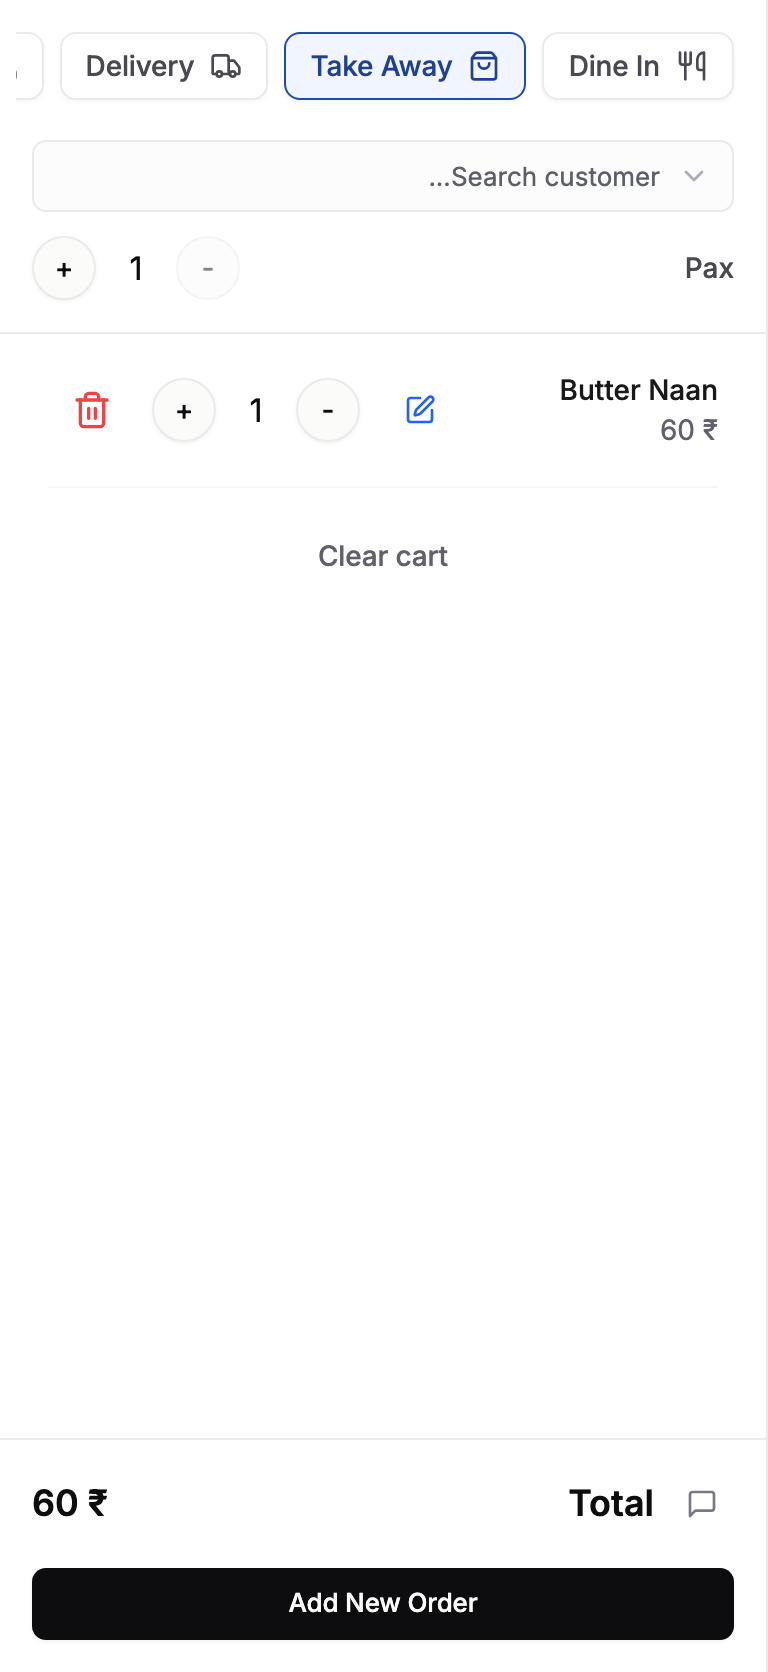 Dine In
Take Away
Delivery
...Search customer
Pax
- 1 +
Butter Naan
60 ₹
- 1 +
Clear cart
Total
60 ₹
Add New Order